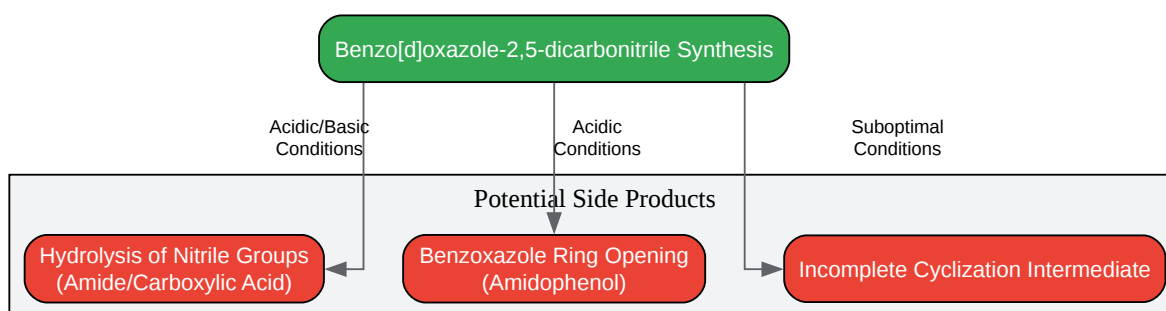 Benzo[d]oxazole-2,5-dicarbonitrile Synthesis
Acidic/Basic
Conditions
Acidic
Conditions
Suboptimal
Conditions
Potential Side Products
Hydrolysis of Nitrile Groups
(Amide/Carboxylic Acid)
Benzoxazole Ring Opening
(Amidophenol)
Incomplete Cyclization Intermediate